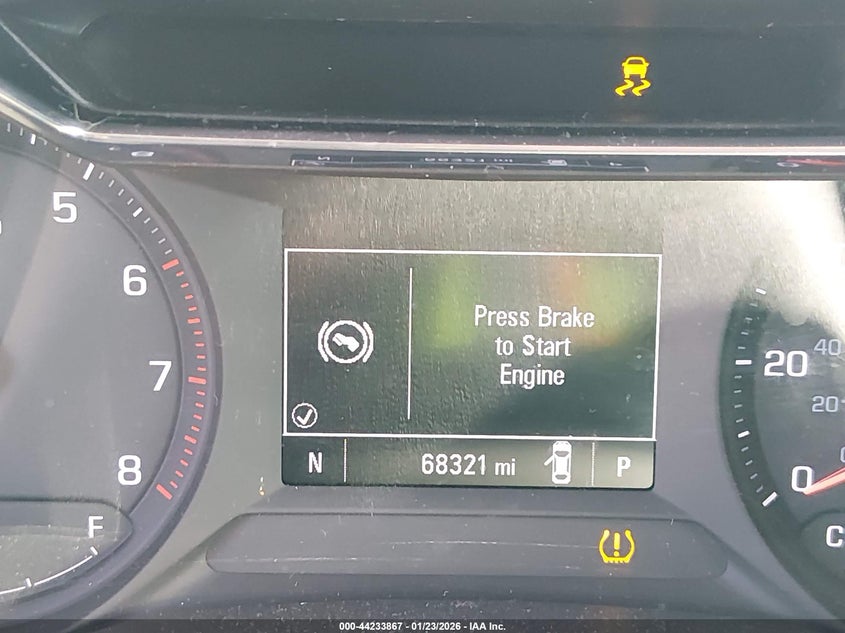 5
6
7
8
F
Press Brake
to Start
Engine
N
68321 mi
P
20
40
20
0
C
000-44233867 - 01/23/2026 - IAA Inc.